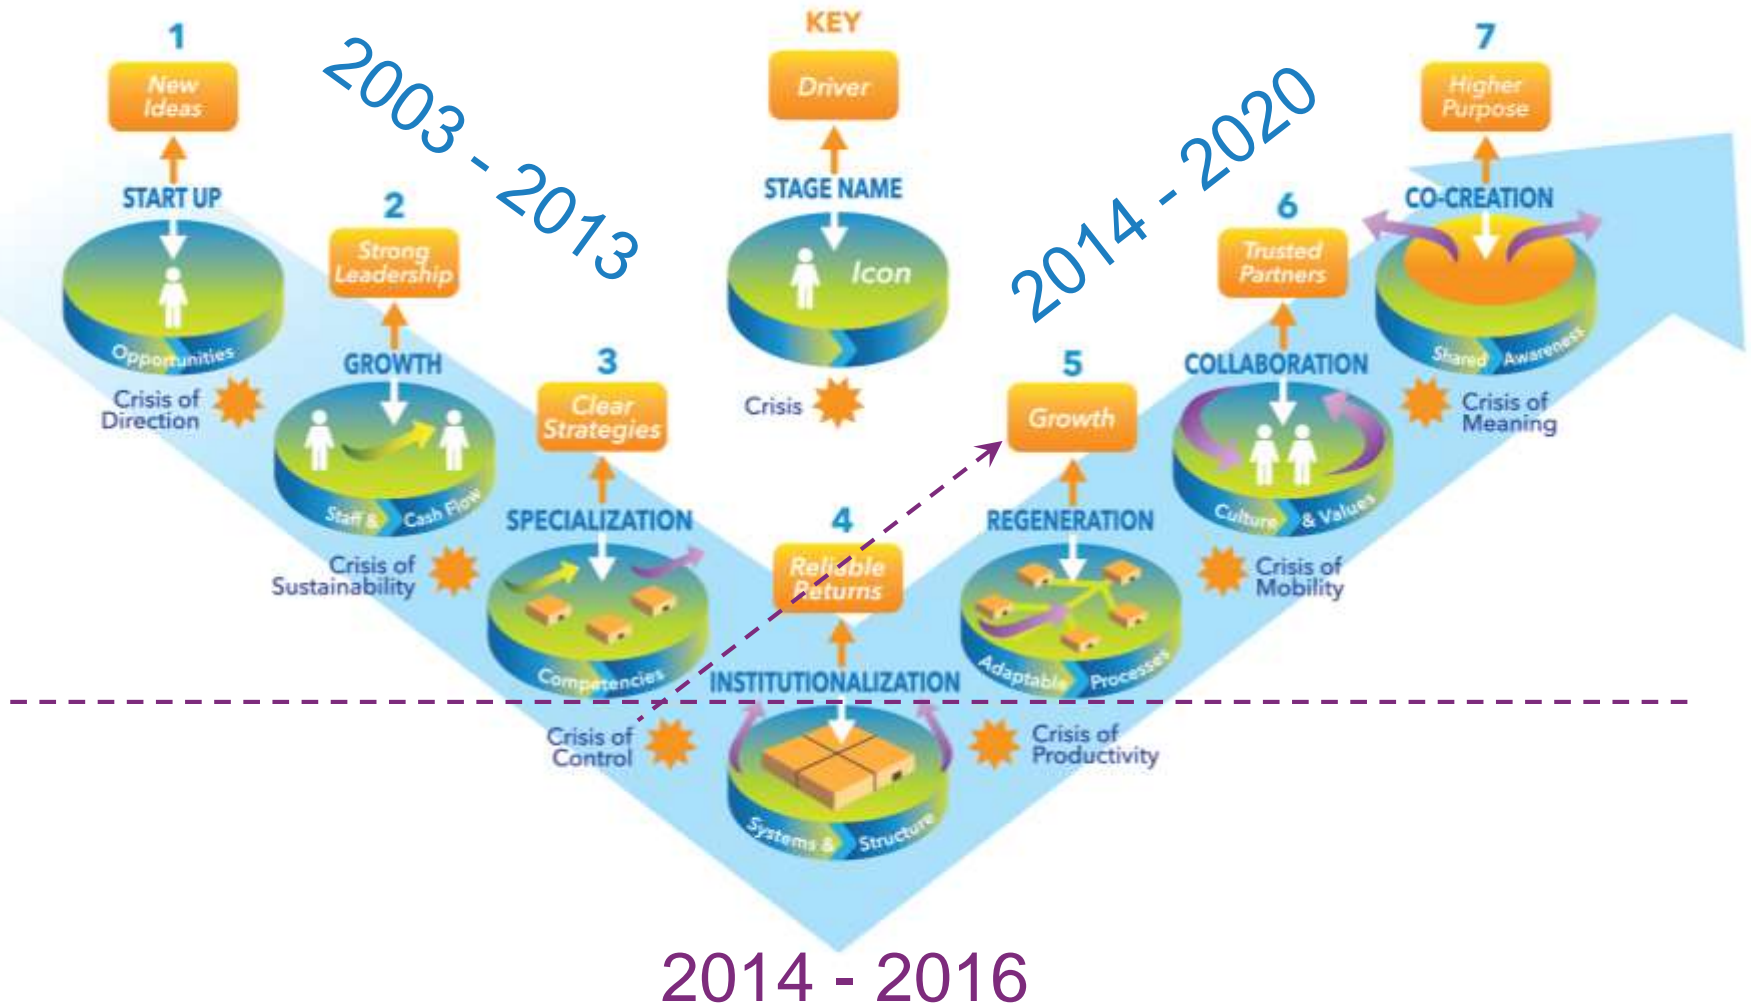 KEY
Driver
STAGE NAME
Icon
Crisis
2003 - 2013
2014 - 2020
1
New
Ideas
START UP
Opportunities
Crisis of
Direction
2
Strong
Leadership
GROWTH
Staff & Cash Flow
Crisis of
Sustainability
3
Clear
Strategies
SPECIALIZATION
Competencies
Crisis of
Control
4
Reliable
Returns
INSTITUTIONALIZATION
Systems & Structure
Crisis of
Productivity
5
Growth
REGENERATION
Adaptable Processes
Crisis of
Mobility
6
Trusted
Partners
COLLABORATION
Culture & Values
Crisis of
Meaning
7
Higher
Purpose
CO-CREATION
Shared Awareness
2014 - 2016